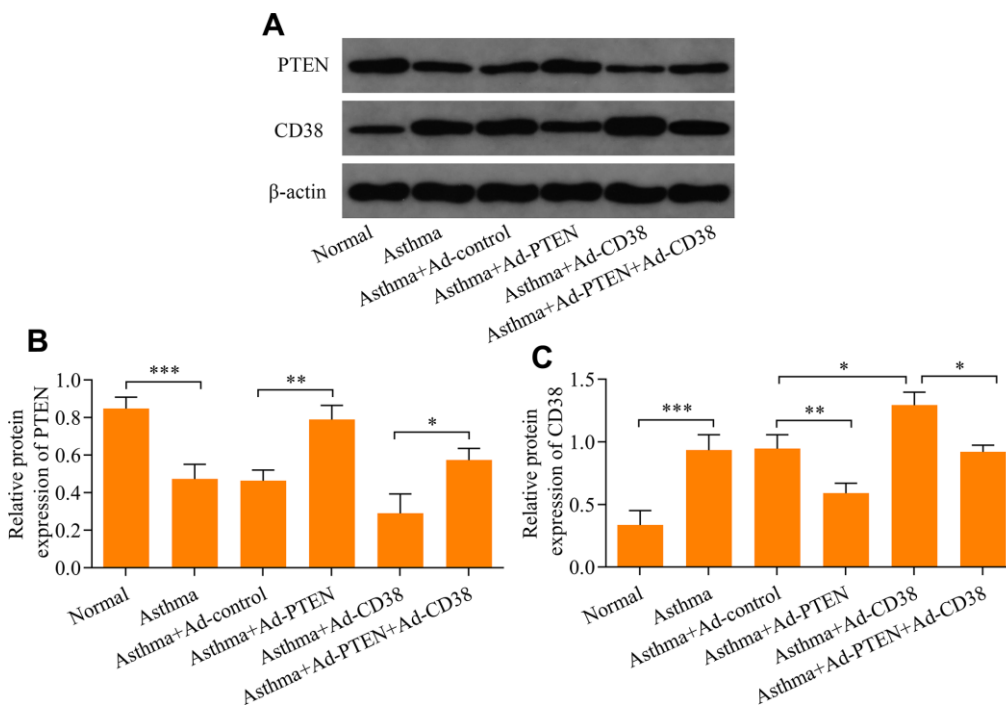 A
PTEN
CD38
β-actin
Normal
Asthma
Asthma+Ad-control
Asthma+Ad-PTEN
Asthma+Ad-CD38
Asthma+Ad-PTEN+Ad-CD38
B
Relative protein
expression of PTEN
1.0
0.8
0.6
0.4
0.2
0.0
***
**
*
Normal
Asthma
Asthma+Ad-control
Asthma+Ad-PTEN
Asthma+Ad-CD38
Asthma+Ad-PTEN+Ad-CD38
C
Relative protein
expression of CD38
1.5
1.0
0.5
0.0
***
*
**
*
Normal
Asthma
Asthma+Ad-control
Asthma+Ad-PTEN
Asthma+Ad-CD38
Asthma+Ad-PTEN+Ad-CD38